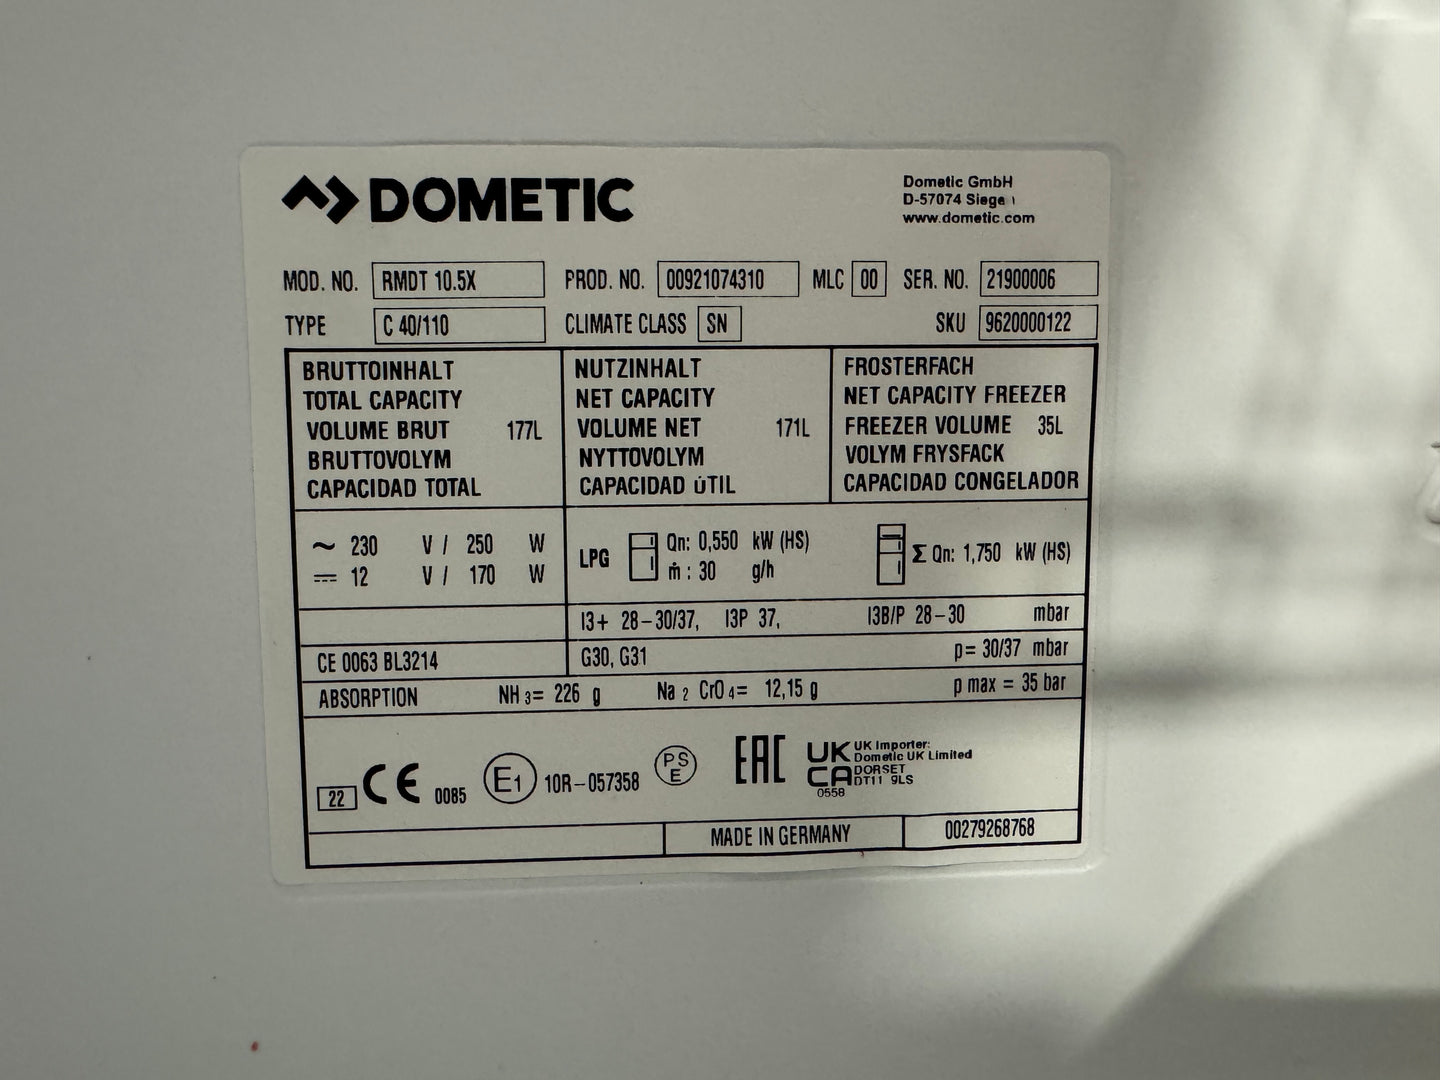 DOMETIC
Dometic GmbH
D-57074 Siege
www.dometic.com
MOD. NO. RMDT 10.5X PROD. NO. 00921074310 MLC 00 SER. NO. 21900006
TYPE C 40/110 CLIMATE CLASS SN SKU 9620000122
BRUTTOINHALT
TOTAL CAPACITY
VOLUME BRUT 177L
BRUTTOVOLYM
CAPACIDAD TOTAL
NUTZINHALT
NET CAPACITY
VOLUME NET 171L
NYTTOVOLYM
CAPACIDAD ÚTIL
FROSTERFACH
NET CAPACITY FREEZER
FREEZER VOLUME 35L
VOLYM FRYSFACK
CAPACIDAD CONGELADOR
~ 230 V / 250 W
⎓ 12 V / 170 W
LPG Qn: 0,550 kW (HS)
ṁ : 30 g/h
Σ Qn: 1,750 kW (HS)
I3+ 28-30/37, I3P 37, I3B/P 28-30 mbar
CE 0063 BL3214 G30, G31 p= 30/37 mbar
ABSORPTION NH3= 226 g Na2 CrO4= 12,15 g p max = 35 bar
22 CE 0085 E1 10R-057358 PS E EAC UK CA 0558
UK Importer:
Dometic UK Limited
DORSET
DT11 9LS
MADE IN GERMANY 00279268768